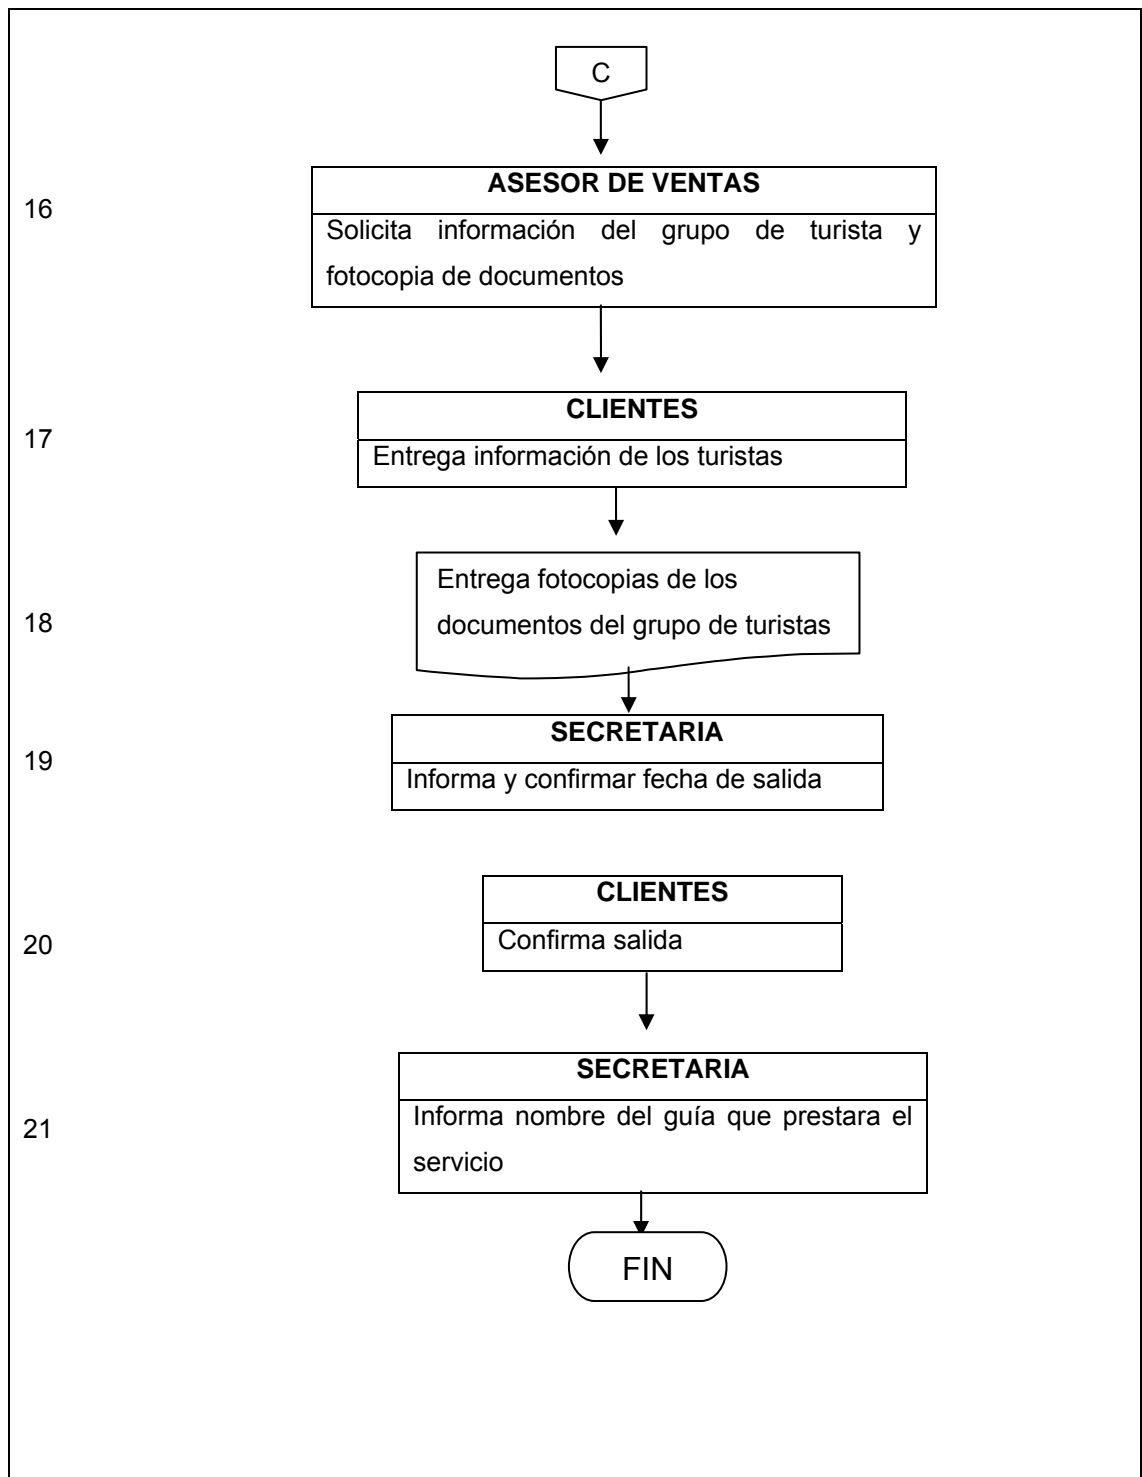 C
16
ASESOR DE VENTAS
Solicita información del grupo de turista y
fotocopia de documentos
17
CLIENTES
Entrega información de los turistas
18
Entrega fotocopias de los
documentos del grupo de turistas
19
SECRETARIA
Informa y confirmar fecha de salida
20
CLIENTES
Confirma salida
21
SECRETARIA
Informa nombre del guía que prestara el
servicio
FIN